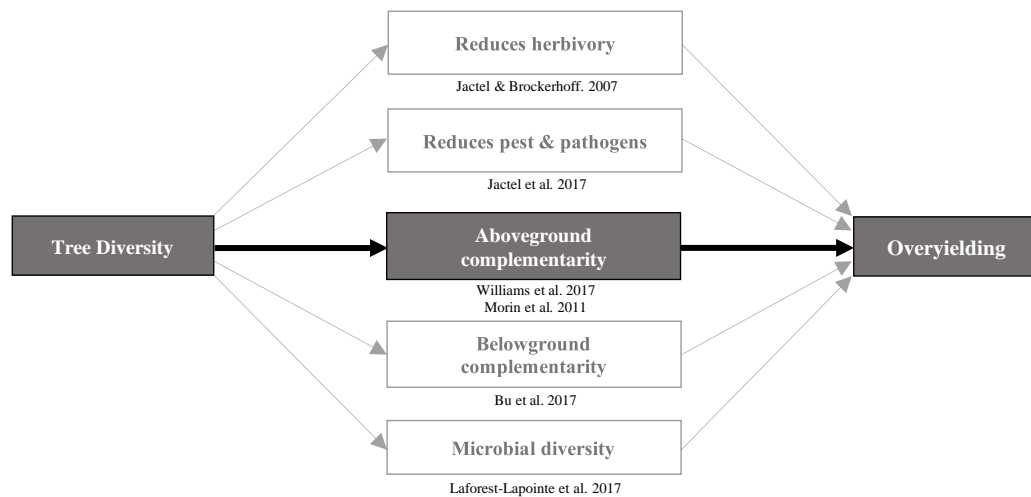 Reduces herbivory
Jactel & Brockerhoff. 2007
Reduces pest & pathogens
Jactel et al. 2017
Tree Diversity
Aboveground
complementarity
Overyielding
Williams et al. 2017
Morin et al. 2011
Belowground
complementarity
Bu et al. 2017
Microbial diversity
Laforest-Lapointe et al. 2017